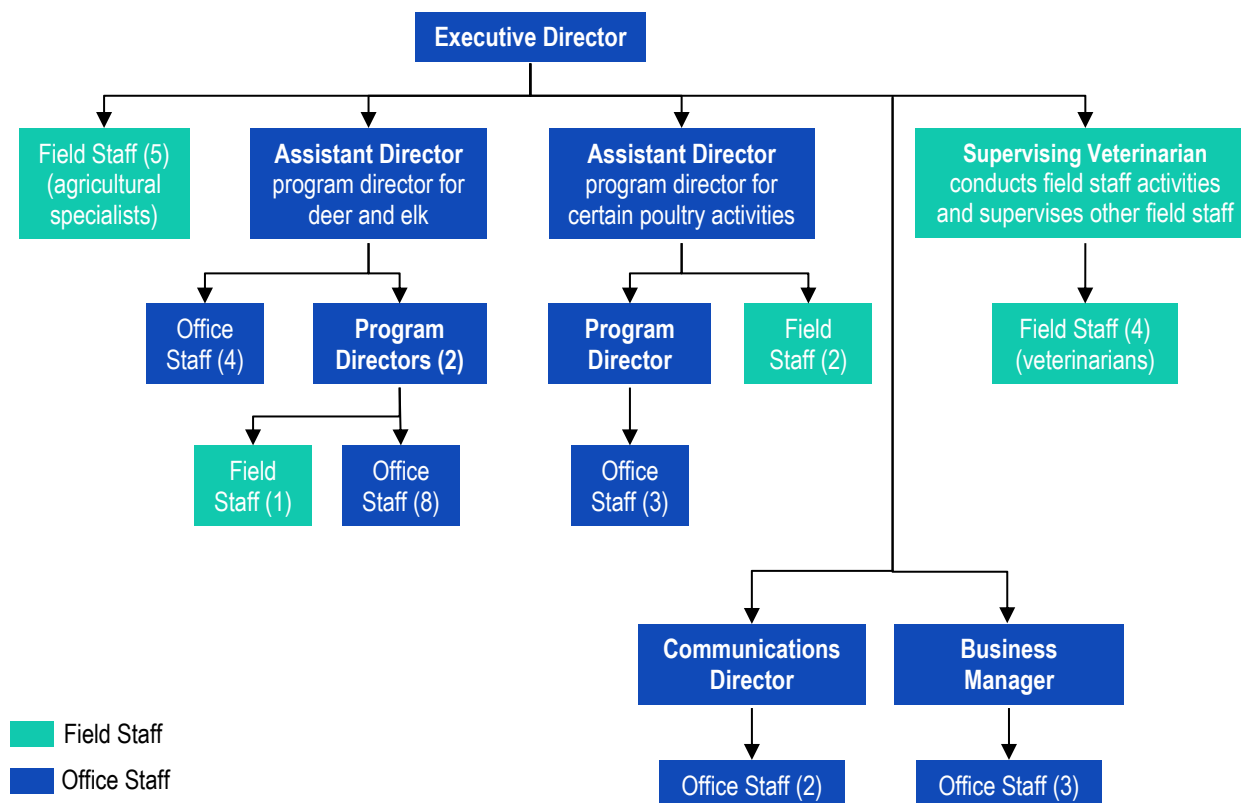 Executive Director
Field Staff (5)
(agricultural
specialists)
Assistant Director
program director for
deer and elk
Assistant Director
program director for
certain poultry activities
Supervising Veterinarian
conducts field staff activities
and supervises other field staff
Office
Staff (4)
Program
Directors (2)
Program
Director
Field
Staff (2)
Field Staff (4)
(veterinarians)
Field
Staff (1)
Office
Staff (8)
Office
Staff (3)
Communications
Director
Business
Manager
Office Staff (2)
Office Staff (3)
Field Staff
Office Staff